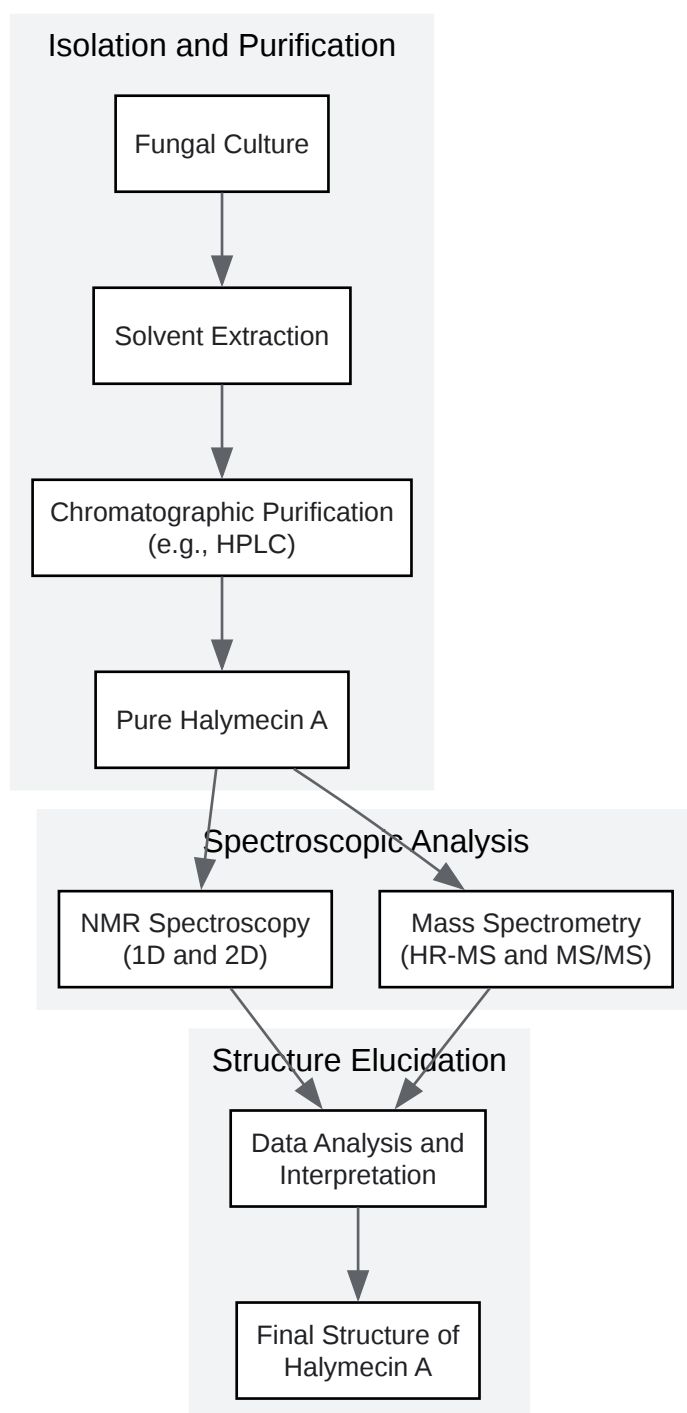 Isolation and Purification
Fungal Culture
Solvent Extraction
Chromatographic Purification
(e.g., HPLC)
Pure Halymecin A
Spectroscopic Analysis
NMR Spectroscopy
(1D and 2D)
Mass Spectrometry
(HR-MS and MS/MS)
Structure Elucidation
Data Analysis and
Interpretation
Final Structure of
Halymecin A